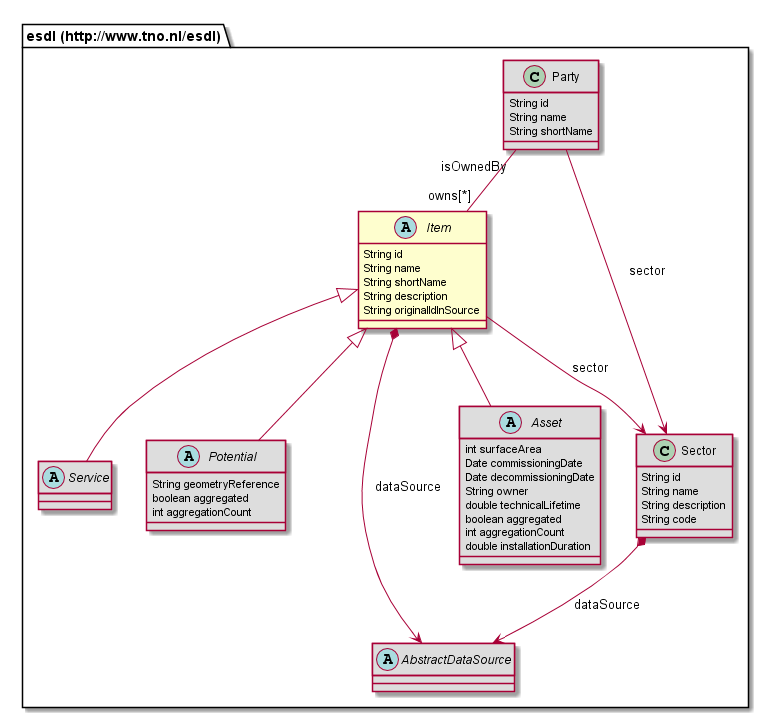 esdl (http://www.tno.nl/esdl)
C Party
String id
String name
String shortName
isOwnedBy
owns[*]
A Item
String id
String name
String shortName
String description
String originalIdInSource
sector
sector
A Service
A Potential
String geometryReference
boolean aggregated
int aggregationCount
dataSource
A Asset
int surfaceArea
Date commissioningDate
Date decommissioningDate
String owner
double technicalLifetime
boolean aggregated
int aggregationCount
double installationDuration
C Sector
String id
String name
String description
String code
dataSource
A AbstractDataSource